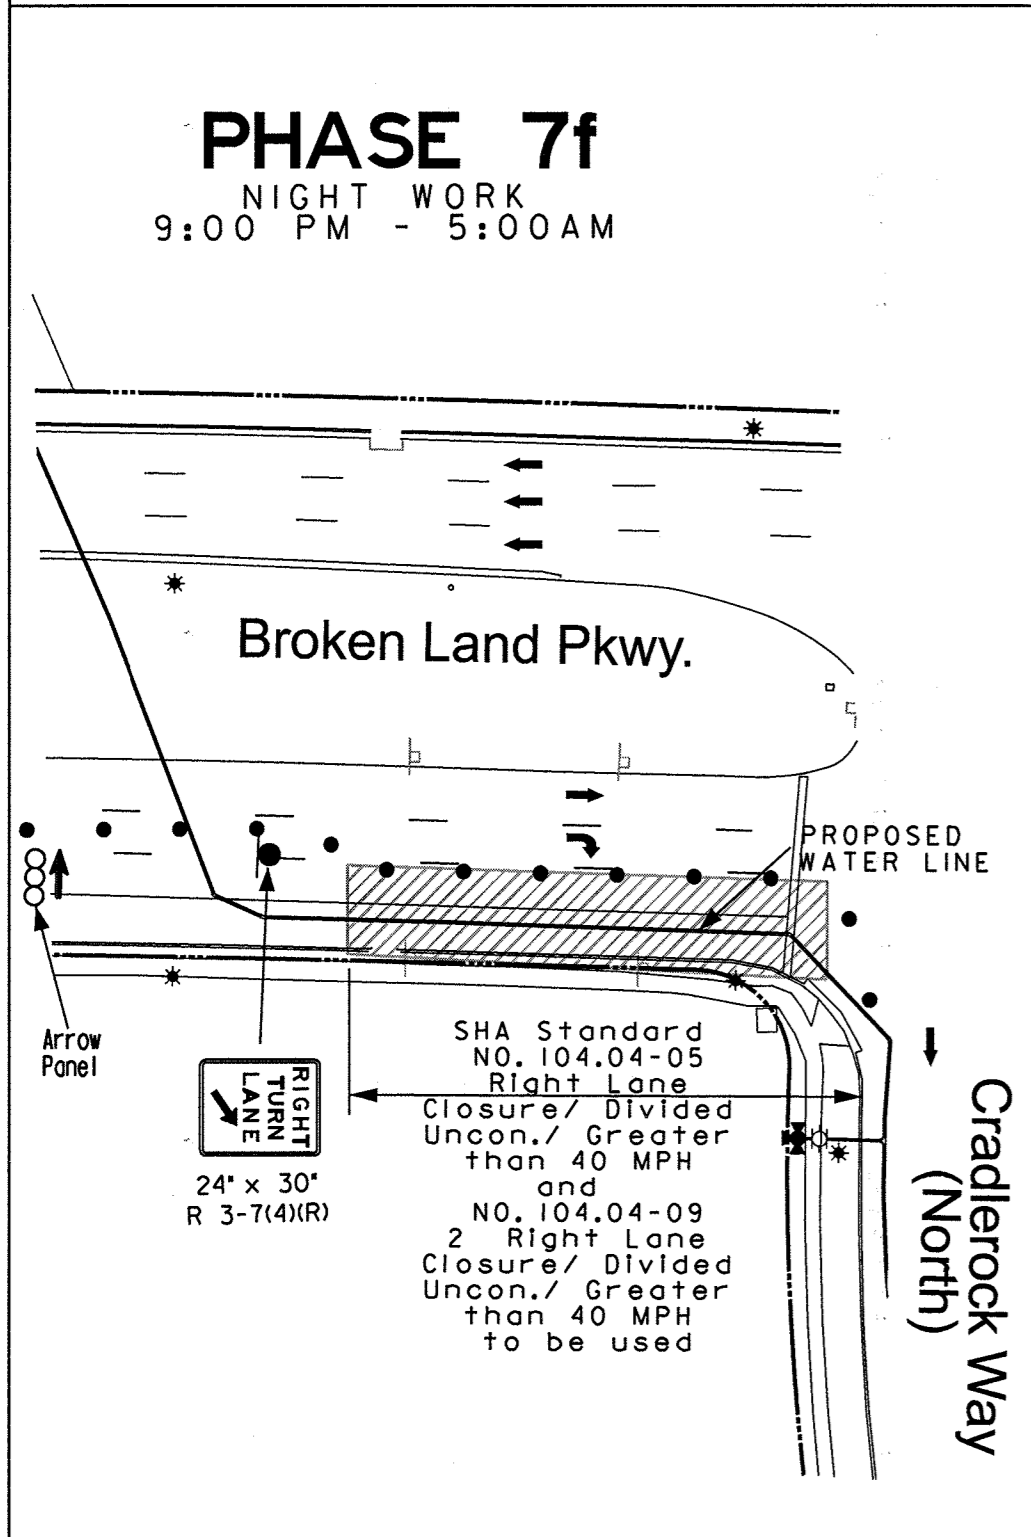 PHASE 7f
NIGHT WORK
9:00 PM - 5:00AM
Broken Land Pkwy.
PROPOSED
WATER LINE
Arrow
Panel
RIGHT
TURN
LANE
24" x 30"
R 3-7(4)(R)
SHA Standard
NO. 104.04-05
Right Lane
Closure/ Divided
Uncon./ Greater
than 40 MPH
and
NO. 104.04-09
2 Right Lane
Closure/ Divided
Uncon./ Greater
than 40 MPH
to be used
Cradlerock Way
(North)